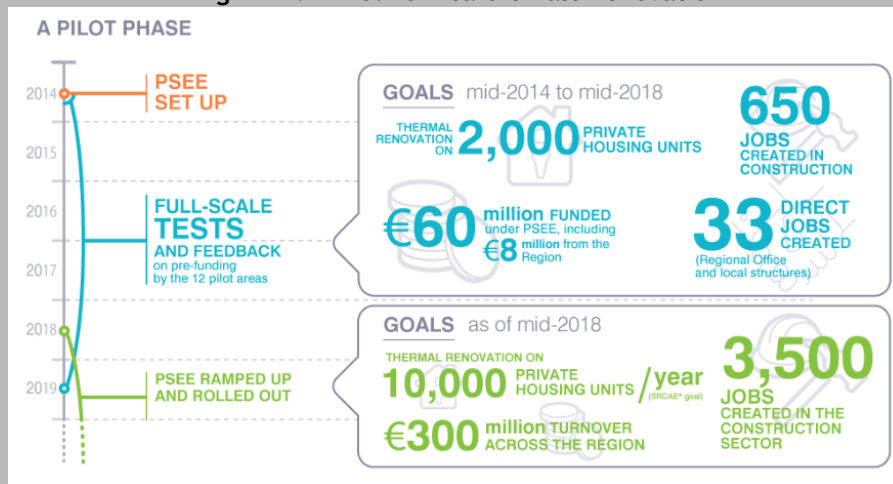 A PILOT PHASE
2014
2015
2016
2017
2018
2019
PSEE
SET UP
FULL-SCALE
TESTS
AND FEEDBACK
on pre-funding
by the 12 pilot areas
PSEE RAMPED UP
AND ROLLED OUT
GOALS mid-2014 to mid-2018
THERMAL
RENOVATION
ON
2,000 PRIVATE
HOUSING UNITS
650
JOBS
CREATED IN
CONSTRUCTION
€60 million FUNDED
under PSEE, including
€8 million from the
Region
33 DIRECT
JOBS
CREATED
(Regional Office
and local structures)
GOALS as of mid-2018
THERMAL RENOVATION ON
10,000 PRIVATE
HOUSING UNITS /year
(SRCAE* goal)
€300 million TURNOVER
ACROSS THE REGION
3,500
JOBS
CREATED IN THE
CONSTRUCTION
SECTOR